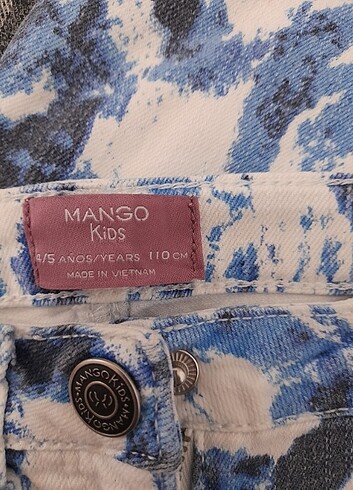 MANGO
Kids
4/5 AÑOS/YEARS 110 CM
MADE IN VIETNAM
MANGOKIDS•MANGOKIDS•